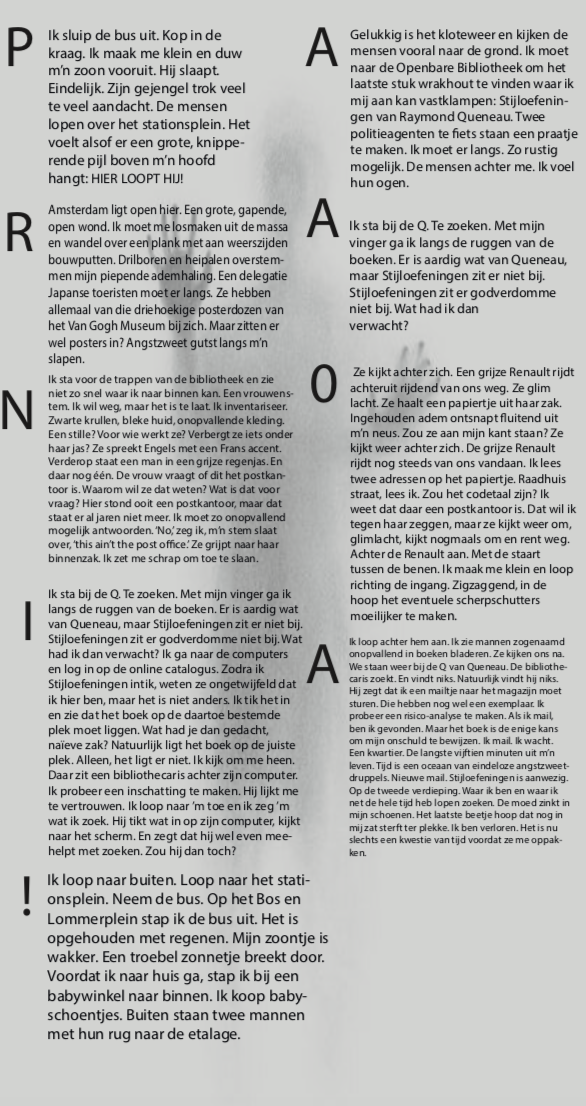 P
Ik sluip de bus uit. Kop in de
kraag. Ik maak me klein en duw
m’n zoon vooruit. Hij slaapt.
Eindelijk. Zijn gejengel trok veel
te veel aandacht. De mensen
lopen over het stationsplein. Het
voelt alsof er een grote, knippe-
rende pijl boven m’n hoofd
hangt: HIER LOOPT HIJ!
A
Gelukkig is het kloteweer en kijken de
mensen vooral naar de grond. Ik moet
naar de Openbare Bibliotheek om het
laatste stuk wrakhout te vinden waar ik
mij aan kan vastklampen: Stijloefenin-
gen van Raymond Queneau. Twee
politieagenten te fiets staan een praatje
te maken. Ik moet er langs. Zo rustig
mogelijk. De mensen achter me. Ik voel
hun ogen.
R
Amsterdam ligt open hier. Een grote, gapende,
open wond. Ik moet me losmaken uit de massa
en wandel over een plank met aan weerszijden
bouwputten. Drilboren en heipalen overstem-
men mijn piepende ademhaling. Een delegatie
Japanse toeristen moet er langs. Ze hebben
allemaal van die driehoekige posterdozen van
het Van Gogh Museum bij zich. Maar zitten er
wel posters in? Angstzweet gutst langs m’n
slapen.
A
Ik sta bij de Q. Te zoeken. Met mijn
vinger ga ik langs de ruggen van de
boeken. Er is aardig wat van Queneau,
maar Stijloefeningen zit er niet bij.
Stijloefeningen zit er godverdomme
niet bij. Wat had ik dan
verwacht?
N
Ik sta voor de trappen van de bibliotheek en zie
niet zo snel waar ik naar binnen kan. Een vrouwens-
tem. Ik wil weg, maar het is te laat. Ik inventariseer.
Zwarte krullen, bleke huid, onopvallende kleding.
Een stille? Voor wie werkt ze? Verbergt ze iets onder
haar jas? Ze spreekt Engels met een Frans accent.
Verderop staat een man in een grijze regenjas. En
daar nog één. De vrouw vraagt of dit het postkan-
toor is. Waarom wil ze dat weten? Wat is dat voor
vraag? Hier stond ooit een postkantoor, maar dat
staat er al jaren niet meer. Ik moet zo onopvallend
mogelijk antwoorden. ‘No,’ zeg ik, m’n stem slaat
over, ‘this ain’t the post office.’ Ze grijpt naar haar
binnenzak. Ik zet me schrap om toe te slaan.
O
Ze kijkt achter zich. Een grijze Renault rijdt
achteruit rijdend van ons weg. Ze glim
lacht. Ze haalt een papiertje uit haar zak.
Ingehouden adem ontsnapt fluitend uit
m’n neus. Zou ze aan mijn kant staan? Ze
kijkt weer achter zich. De grijze Renault
rijdt nog steeds van ons vandaan. Ik lees
twee adressen op het papiertje. Raadhuis
straat, lees ik. Zou het codetaal zijn? Ik
weet dat daar een postkantoor is. Dat wil ik
tegen haar zeggen, maar ze kijkt weer om,
glimlacht, kijkt nogmaals om en rent weg.
Achter de Renault aan. Met de staart
tussen de benen. Ik maak me klein en loop
richting de ingang. Zigzaggend, in de
hoop het eventuele scherpschutters
moeilijker te maken.
I
Ik sta bij de Q. Te zoeken. Met mijn vinger ga ik
langs de ruggen van de boeken. Er is aardig wat
van Queneau, maar Stijloefeningen zit er niet bij.
Stijloefeningen zit er godverdomme niet bij. Wat
had ik dan verwacht? Ik ga naar de computers
en log in op de online catalogus. Zodra ik
Stijloefeningen intik, weten ze ongetwijfeld dat
ik hier ben, maar het is niet anders. Ik tik het in
en zie dat het boek op de daartoe bestemde
plek moet liggen. Wat had je dan gedacht,
naïeve zak? Natuurlijk ligt het boek op de juiste
plek. Alleen, het ligt er niet. Ik kijk om me heen.
Daar zit een bibliothecaris achter zijn computer.
Ik probeer een inschatting te maken. Hij lijkt me
te vertrouwen. Ik loop naar ‘m toe en ik zeg ‘m
wat ik zoek. Hij tikt wat in op zijn computer, kijkt
naar het scherm. En zegt dat hij wel even mee-
helpt met zoeken. Zou hij dan toch?
A
Ik loop achter hem aan. Ik zie mannen zogenaamd
onopvallend in boeken bladeren. Ze kijken ons na.
We staan weer bij de Q van Queneau. De bibliothe-
caris zoekt. En vindt niks. Natuurlijk vindt hij niks.
Hij zegt dat ik een mailtje naar het magazijn moet
sturen. Die hebben nog wel een exemplaar. Ik
probeer een risico-analyse te maken. Als ik mail,
ben ik gevonden. Maar het boek is de enige kans
om mijn onschuld te bewijzen. Ik mail. Ik wacht.
Een kwartier. De langste vijftien minuten uit m’n
leven. Tijd is een oceaan van eindeloze angstzweet-
druppels. Nieuwe mail. Stijloefeningen is aanwezig.
Op de tweede verdieping. Waar ik ben en waar ik
net de hele tijd heb lopen zoeken. De moed zinkt in
mijn schoenen. Het laatste beetje hoop dat nog in
mij zat sterft ter plekke. Ik ben verloren. Het is nu
slechts een kwestie van tijd voordat ze me oppak-
ken.
!
Ik loop naar buiten. Loop naar het stati-
onsplein. Neem de bus. Op het Bos en
Lommerplein stap ik de bus uit. Het is
opgehouden met regenen. Mijn zoontje is
wakker. Een troebel zonnetje breekt door.
Voordat ik naar huis ga, stap ik bij een
babywinkel naar binnen. Ik koop baby-
schoentjes. Buiten staan twee mannen
met hun rug naar de etalage.